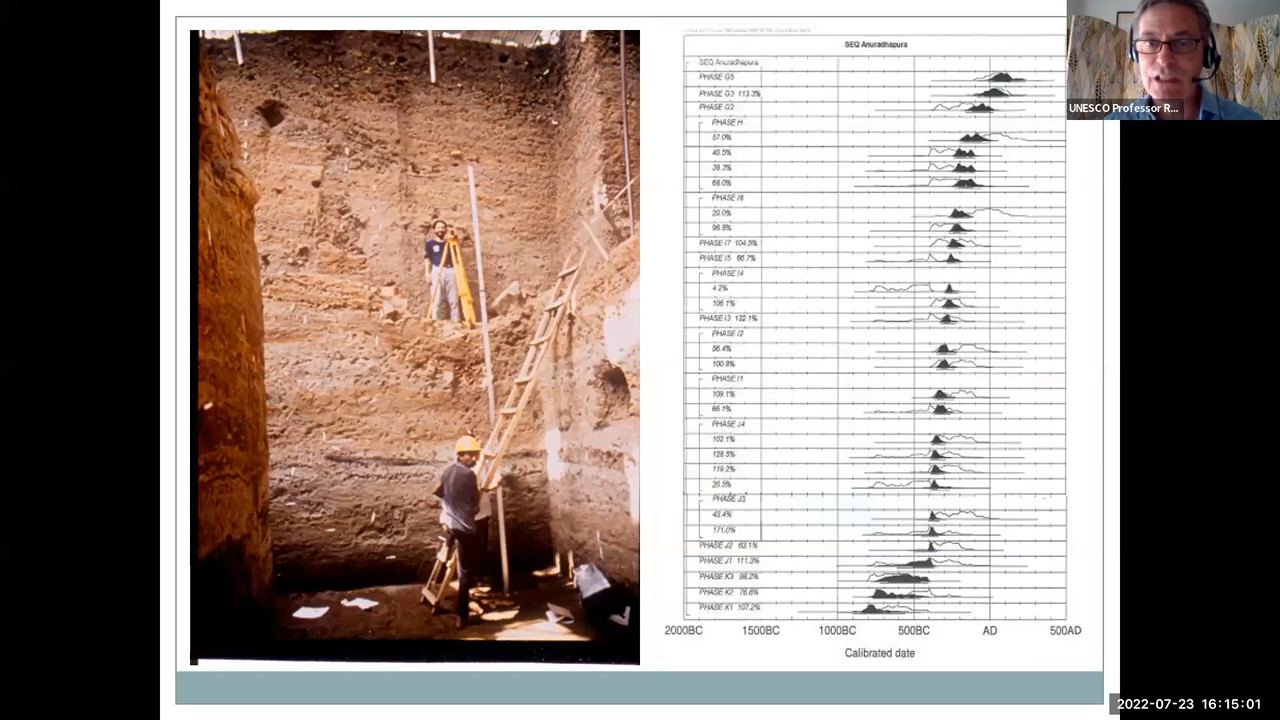 SEQ Anuradhapura
SEQ Anuradhapura
PHASE G5
PHASE G3 113.3%
PHASE G2
PHASE H
57.0%
40.5%
38.3%
68.0%
PHASE I8
20.0%
96.8%
PHASE I7 104.5%
PHASE I5 66.7%
PHASE I4
4.2%
106.1%
PHASE I3 132.1%
PHASE I2
56.4%
100.8%
PHASE I1
109.1%
66.1%
PHASE J4
102.1%
128.5%
119.2%
20.5%
PHASE J3
43.4%
171.0%
PHASE J2 63.1%
PHASE J1 111.3%
PHASE K3 98.2%
PHASE K2 78.6%
PHASE K1 107.2%
2000BC 1500BC 1000BC 500BC AD 500AD
Calibrated date
UNESCO Professor R...
2022-07-23 16:15:01